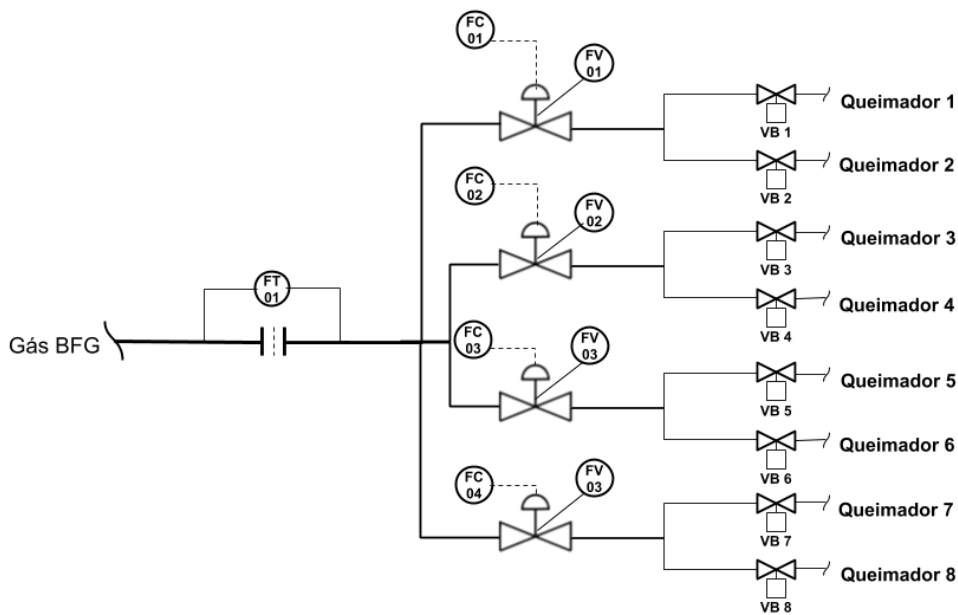 FC
01
FV
01
Queimador 1
VB 1
Queimador 2
VB 2
FC
02
FV
02
Queimador 3
VB 3
FT
01
Queimador 4
VB 4
Gás BFG
FC
03
FV
03
Queimador 5
VB 5
Queimador 6
VB 6
FC
04
FV
03
Queimador 7
VB 7
Queimador 8
VB 8